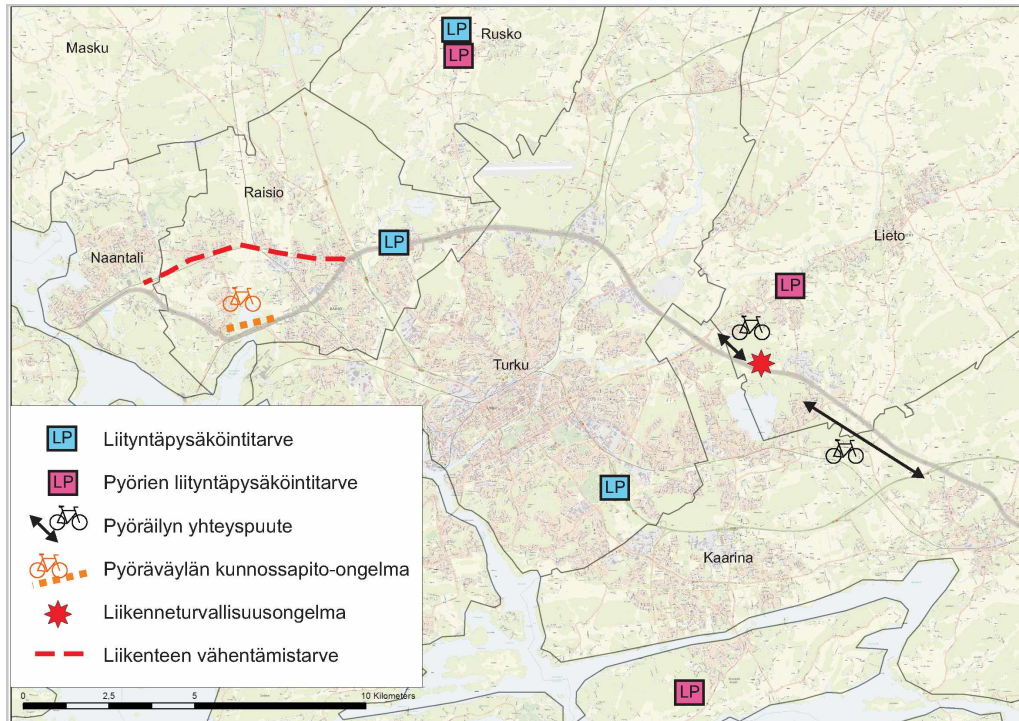 Masku
LP
Rusko
LP
Raisio
Naantali
LP
Lieto
LP
Turku
LP
Kaarina
LP
LP Liityntäpysäköintitarve
LP Pyörien liityntäpysäköintitarve
Pyöräilyn yhteyspuute
Pyöräväylän kunnossapito-ongelma
Liikenneturvallisuusongelma
Liikenteen vähentämistarve
0 2,5 5 10 Kilometers